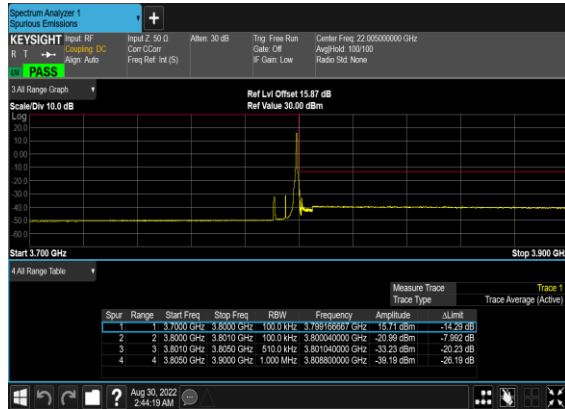 Spectrum Analyzer 1
Spurious Emissions
KEYSIGHT Input: RF Input Z: 50 Ω Atten: 30 dB Trig: Free Run Center Freq: 22.005000000 GHz
R T Coupling: DC Corr CCorr Gate: Off Avg|Hold: 100/100
Align: Auto Freq Ref: Int (S) IF Gain: Low Radio Std: None
LW PASS
3 All Range Graph
Ref Lvl Offset 15.87 dB
Scale/Div 10.0 dB Ref Value 30.00 dBm
Log
20.0
10.0
0.00
-10.0
-20.0
-30.0
-40.0
-50.0
-60.0
Start 3.700 GHz Stop 3.900 GH
4 All Range Table
Measure Trace Trace 1
Trace Type Trace Average (Active)
Spur Range Start Freq Stop Freq RBW Frequency Amplitude ΔLimit
1 1 3.7000 GHz 3.8000 GHz 100.0 kHz 3.799166667 GHz 15.71 dBm -14.29 dB
2 2 3.8000 GHz 3.8010 GHz 100.0 kHz 3.800040000 GHz -20.99 dBm -7.992 dB
3 3 3.8010 GHz 3.8050 GHz 510.0 kHz 3.801040000 GHz -33.23 dBm -20.23 dB
4 4 3.8050 GHz 3.9000 GHz 1.000 MHz 3.808800000 GHz -39.19 dBm -26.19 dB
? Aug 30, 2022
2:44:19 AM